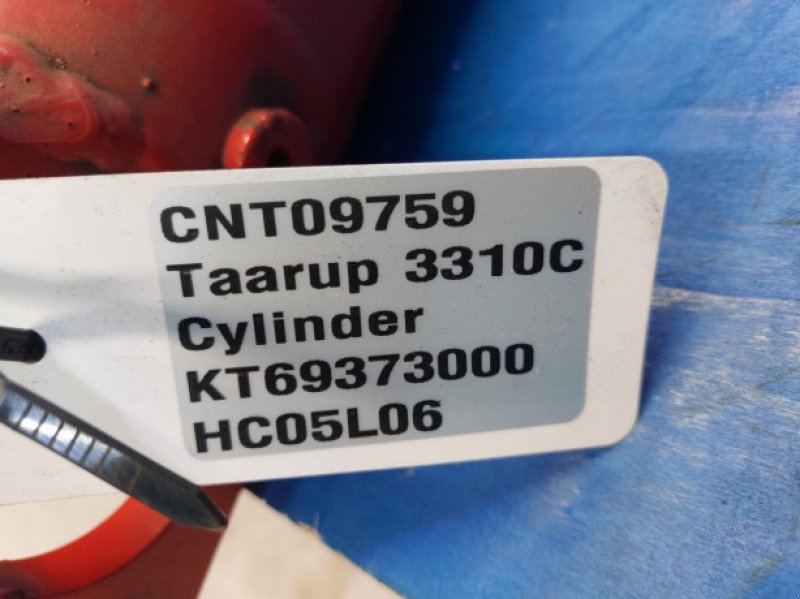 CNT09759
Taarup 3310C
Cylinder
KT69373000
HC05L06